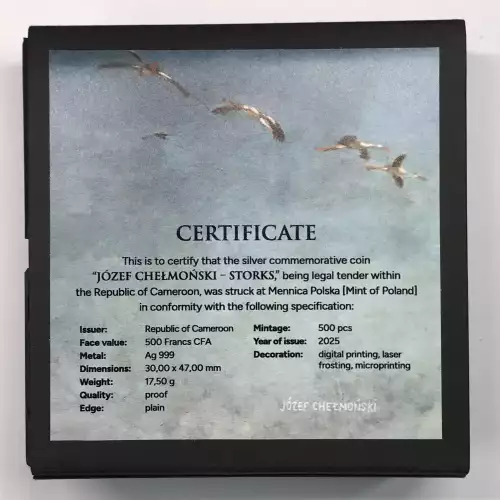 CERTIFICATE
This is to certify that the silver commemorative coin
"JÓZEF CHEŁMOŃSKI – STORKS," being legal tender within
the Republic of Cameroon, was struck at Mennica Polska [Mint of Poland]
in conformity with the following specification:
Issuer: Republic of Cameroon
Face value: 500 Francs CFA
Metal: Ag 999
Dimensions: 30,00 x 47,00 mm
Weight: 17,50 g
Quality: proof
Edge: plain
Mintage: 500 pcs
Year of issue: 2025
Decoration: digital printing, laser
frosting, microprinting
JÓZEF CHEŁMOŃSKI